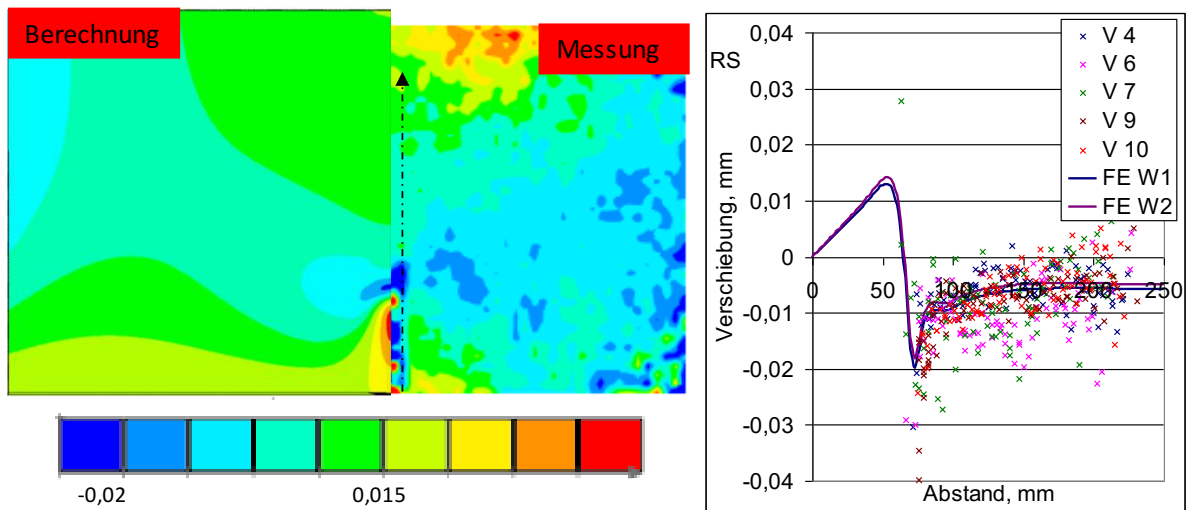 Berechnung
Messung
-0,02
0,015
RS
Verschiebung, mm
0,04
0,03
0,02
0,01
0
-0,01
-0,02
-0,03
-0,04
0
50
100
150
200
250
Abstand, mm
V 4
V 6
V 7
V 9
V 10
FE W1
FE W2